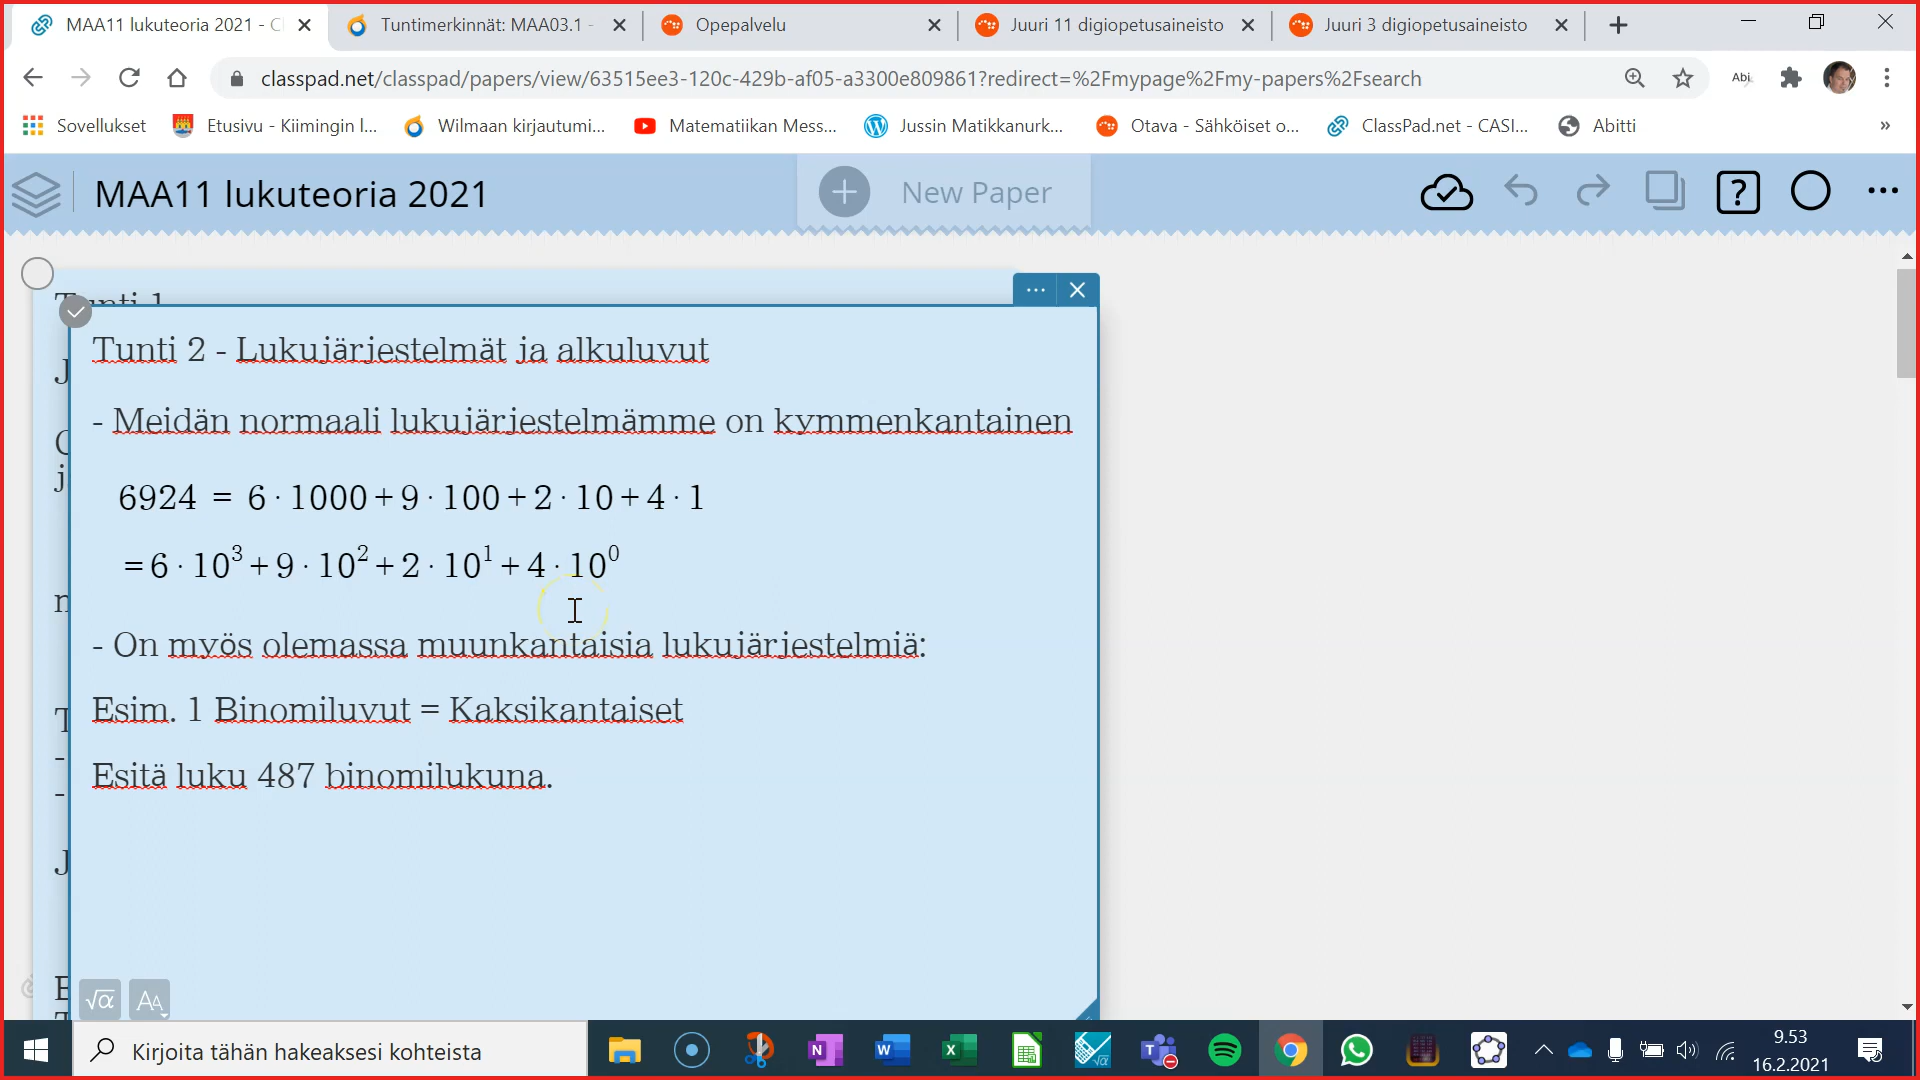 MAA11 lukuteoria 2021 - C
Tuntimerkinnät: MAA03.1 -
Opepalvelu
Juuri 11 digiopetusaineisto
Juuri 3 digiopetusaineisto
classpad.net/classpad/papers/view/63515ee3-120c-429b-af05-a3300e809861?redirect=%2Fmypage%2Fmy-papers%2Fsearch
Abi
Sovellukset
Etusivu - Kiimingin l...
Wilmaan kirjautumi...
Matematiikan Mess...
Jussin Matikkanurk...
Otava - Sähköiset o...
ClassPad.net - CASI...
Abitti
»
MAA11 lukuteoria 2021
New Paper
Tunti 1
Tunti 2 - Lukujärjestelmät ja alkuluvut
- Meidän normaali lukujärjestelmämme on kymmenkantainen
6924 = 6 · 1000 + 9 · 100 + 2 · 10 + 4 · 1
= 6 · 10³ + 9 · 10² + 2 · 10¹ + 4 · 10⁰
- On myös olemassa muunkantaisia lukujärjestelmiä:
Esim. 1 Binomiluvut = Kaksikantaiset
Esitä luku 487 binomilukuna.
√α AA
Kirjoita tähän hakeaksesi kohteista
9.53
16.2.2021